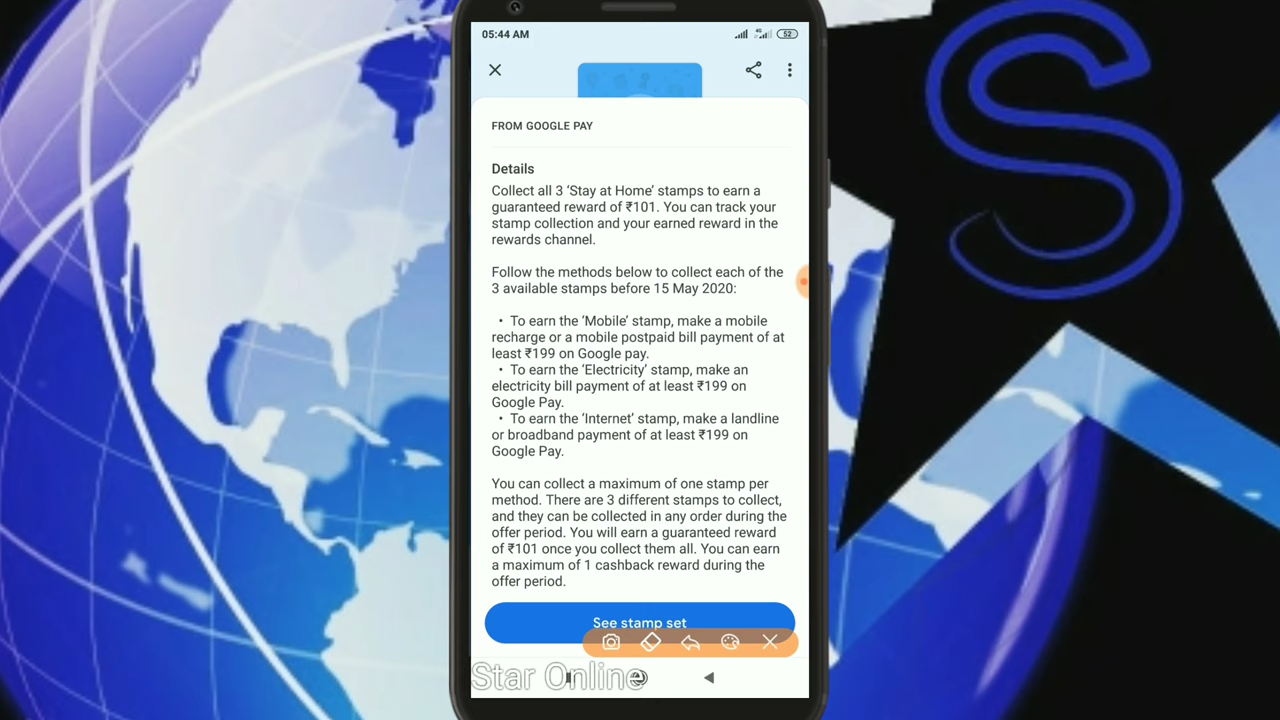 S
05:44 AM
4G
52
FROM GOOGLE PAY
Details
Collect all 3 ‘Stay at Home’ stamps to earn a
guaranteed reward of ₹101. You can track your
stamp collection and your earned reward in the
rewards channel.
Follow the methods below to collect each of the
3 available stamps before 15 May 2020:
• To earn the ‘Mobile’ stamp, make a mobile
recharge or a mobile postpaid bill payment of at
least ₹199 on Google pay.
• To earn the ‘Electricity’ stamp, make an
electricity bill payment of at least ₹199 on
Google Pay.
• To earn the ‘Internet’ stamp, make a landline
or broadband payment of at least ₹199 on
Google Pay.
You can collect a maximum of one stamp per
method. There are 3 different stamps to collect,
and they can be collected in any order during the
offer period. You will earn a guaranteed reward
of ₹101 once you collect them all. You can earn
a maximum of 1 cashback reward during the
offer period.
See stamp set
Star Online